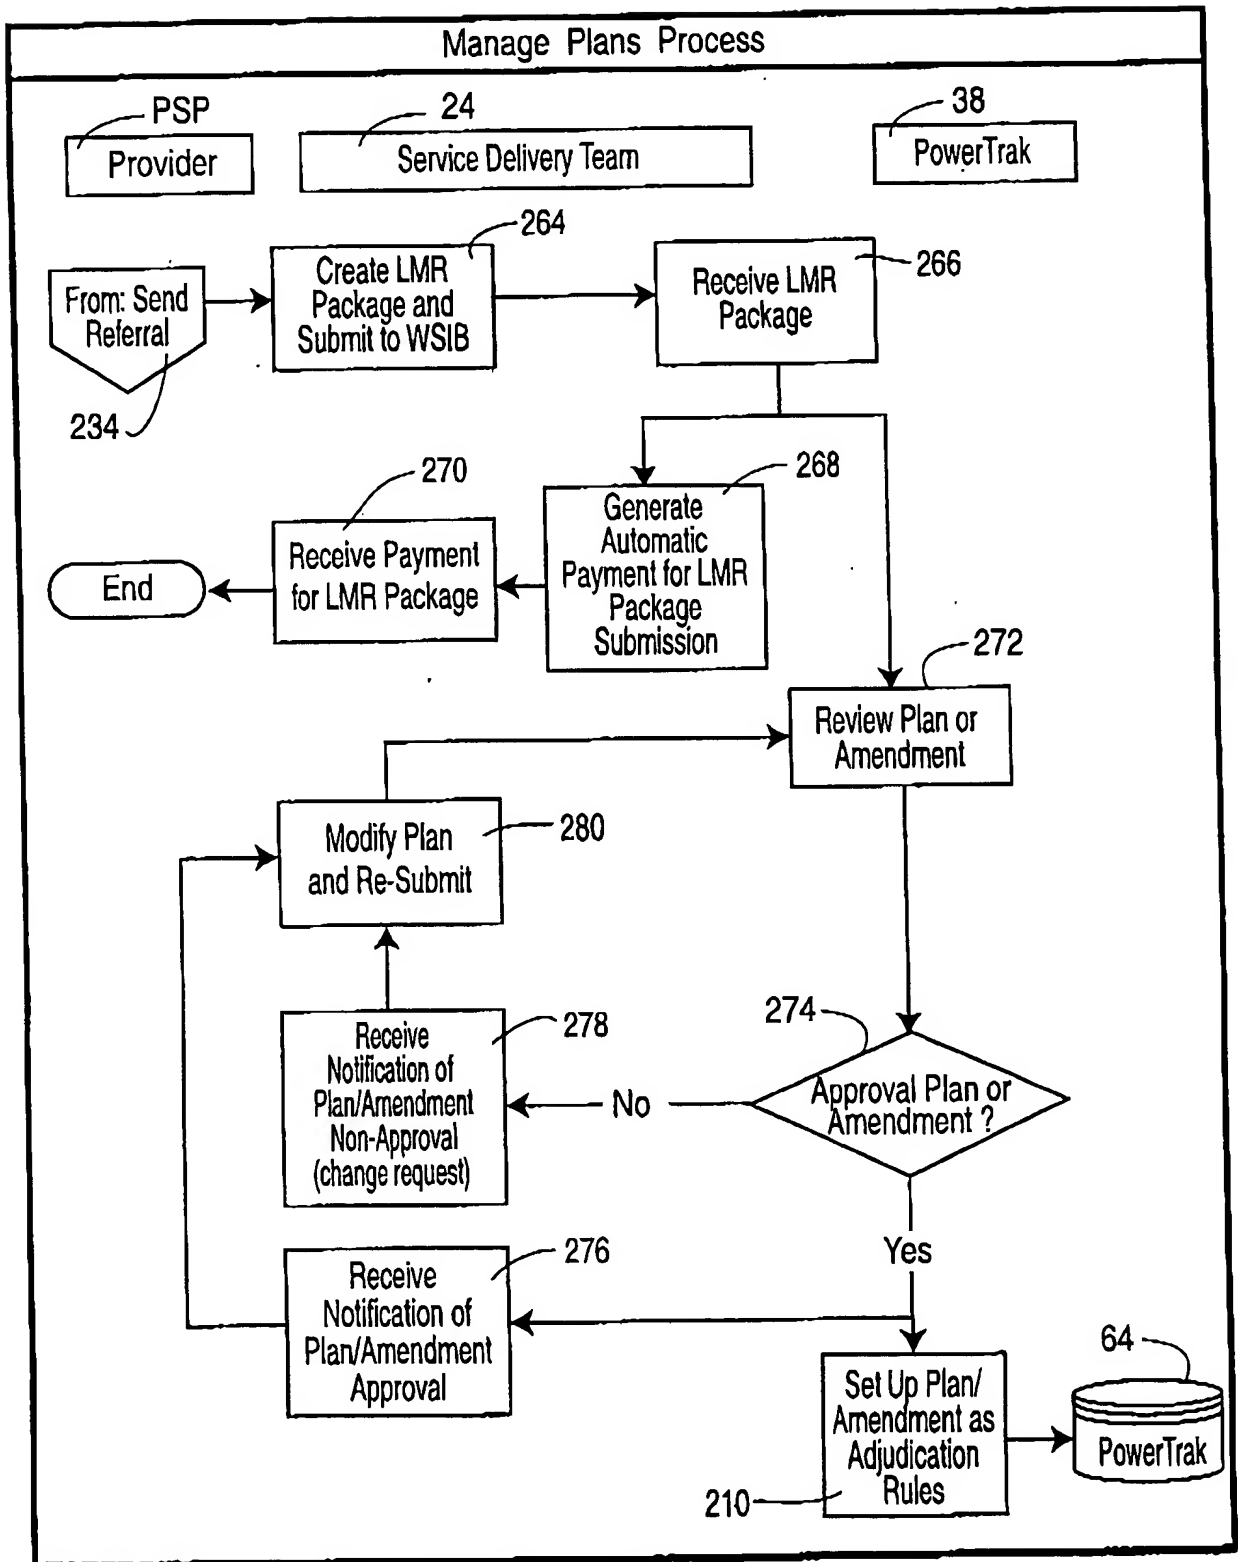 Manage Plans Process
PSP
24
38
Provider
Service Delivery Team
PowerTrak
264
266
From: Send
Referral
234
Create LMR
Package and
Submit to WSIB
Receive LMR
Package
270
268
End
Receive Payment
for LMR Package
Generate
Automatic
Payment for LMR
Package
Submission
272
Review Plan or
Amendment
280
Modify Plan
and Re-Submit
278
274
Receive
Notification of
Plan/Amendment
Non-Approval
(change request)
No
Approval Plan or
Amendment ?
Yes
276
Receive
Notification of
Plan/Amendment
Approval
64
Set Up Plan/
Amendment as
Adjudication
Rules
PowerTrak
210